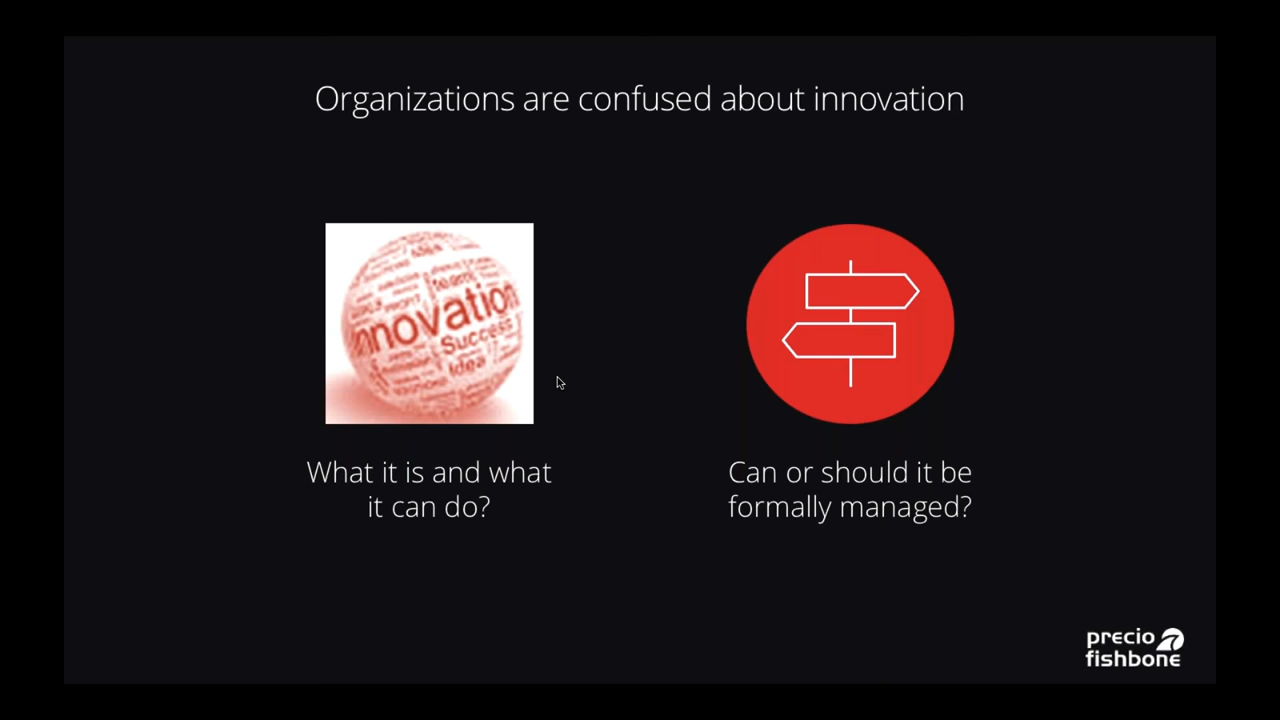 Organizations are confused about innovation
team
innovation
Success
Idea
What it is and what
it can do?
Can or should it be
formally managed?
precio
fishbone